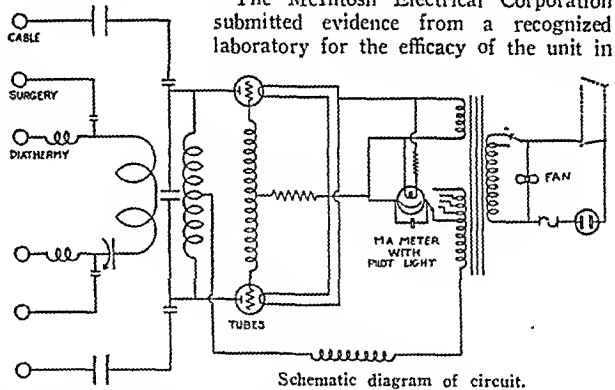 The McIntosh Electrical Corporation
submitted evidence from a recognized
laboratory for the efficacy of the unit in
CABLE
SURGERY
DIATHERMY
FAN
MA METER
WITH
PILOT LIGHT
TUBES
Schematic diagram of circuit.